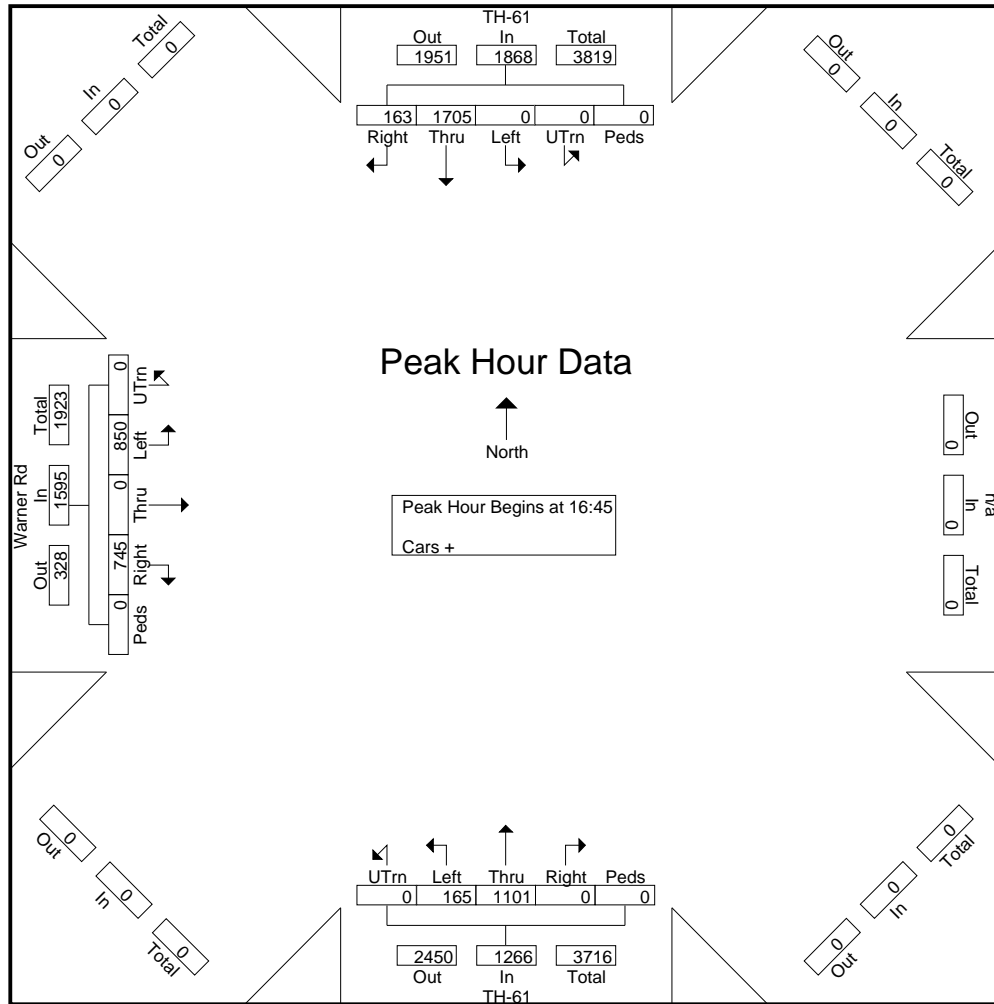 TH-61
Out In Total
1951 1868 3819
163 1705 0 0 0
Right Thru Left UTrn Peds
Total
0
In
0
Out
0
Out
0
In
0
Total
0
Peak Hour Data
North
Peak Hour Begins at 16:45
Cars +
Warner Rd
Out In Total
328 1595 1923
0 745 0 850 0
Peds Right Thru Left UTrn
n/a
Out In Total
0 0 0
Out
0
In
0
Total
0
Total
0
In
0
Out
0
UTrn Left Thru Right Peds
0 165 1101 0 0
2450 1266 3716
Out In Total
TH-61